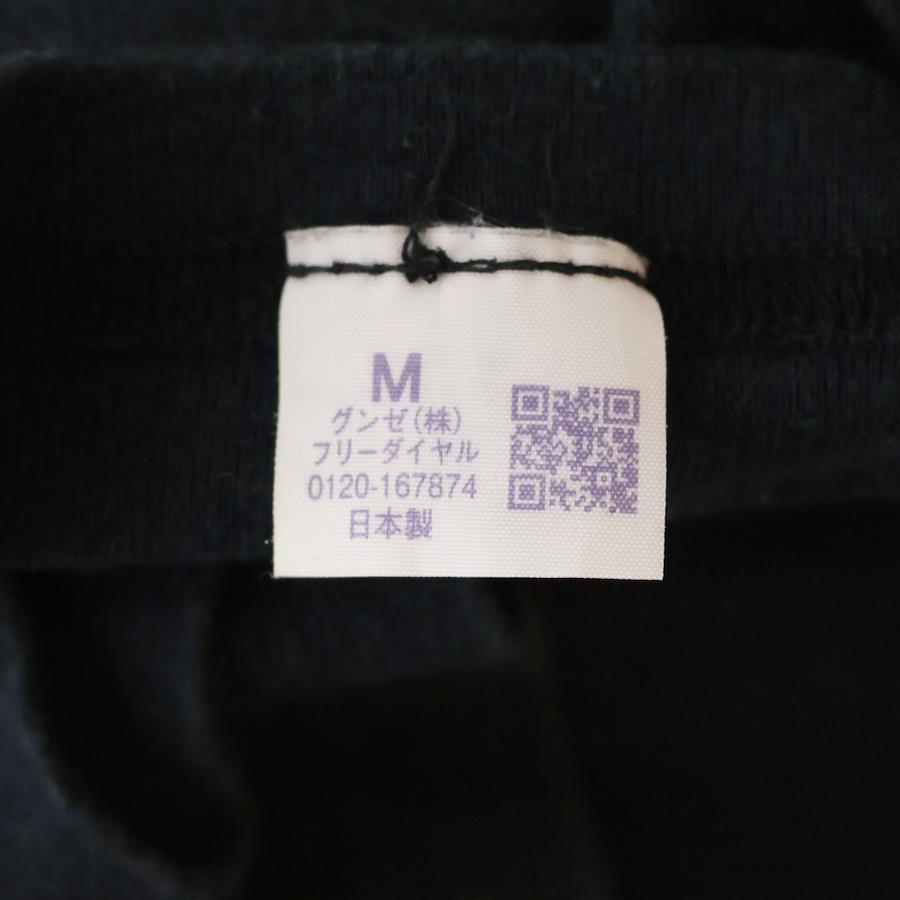 M
グンゼ(株)
フリーダイヤル
0120-167874
日本製